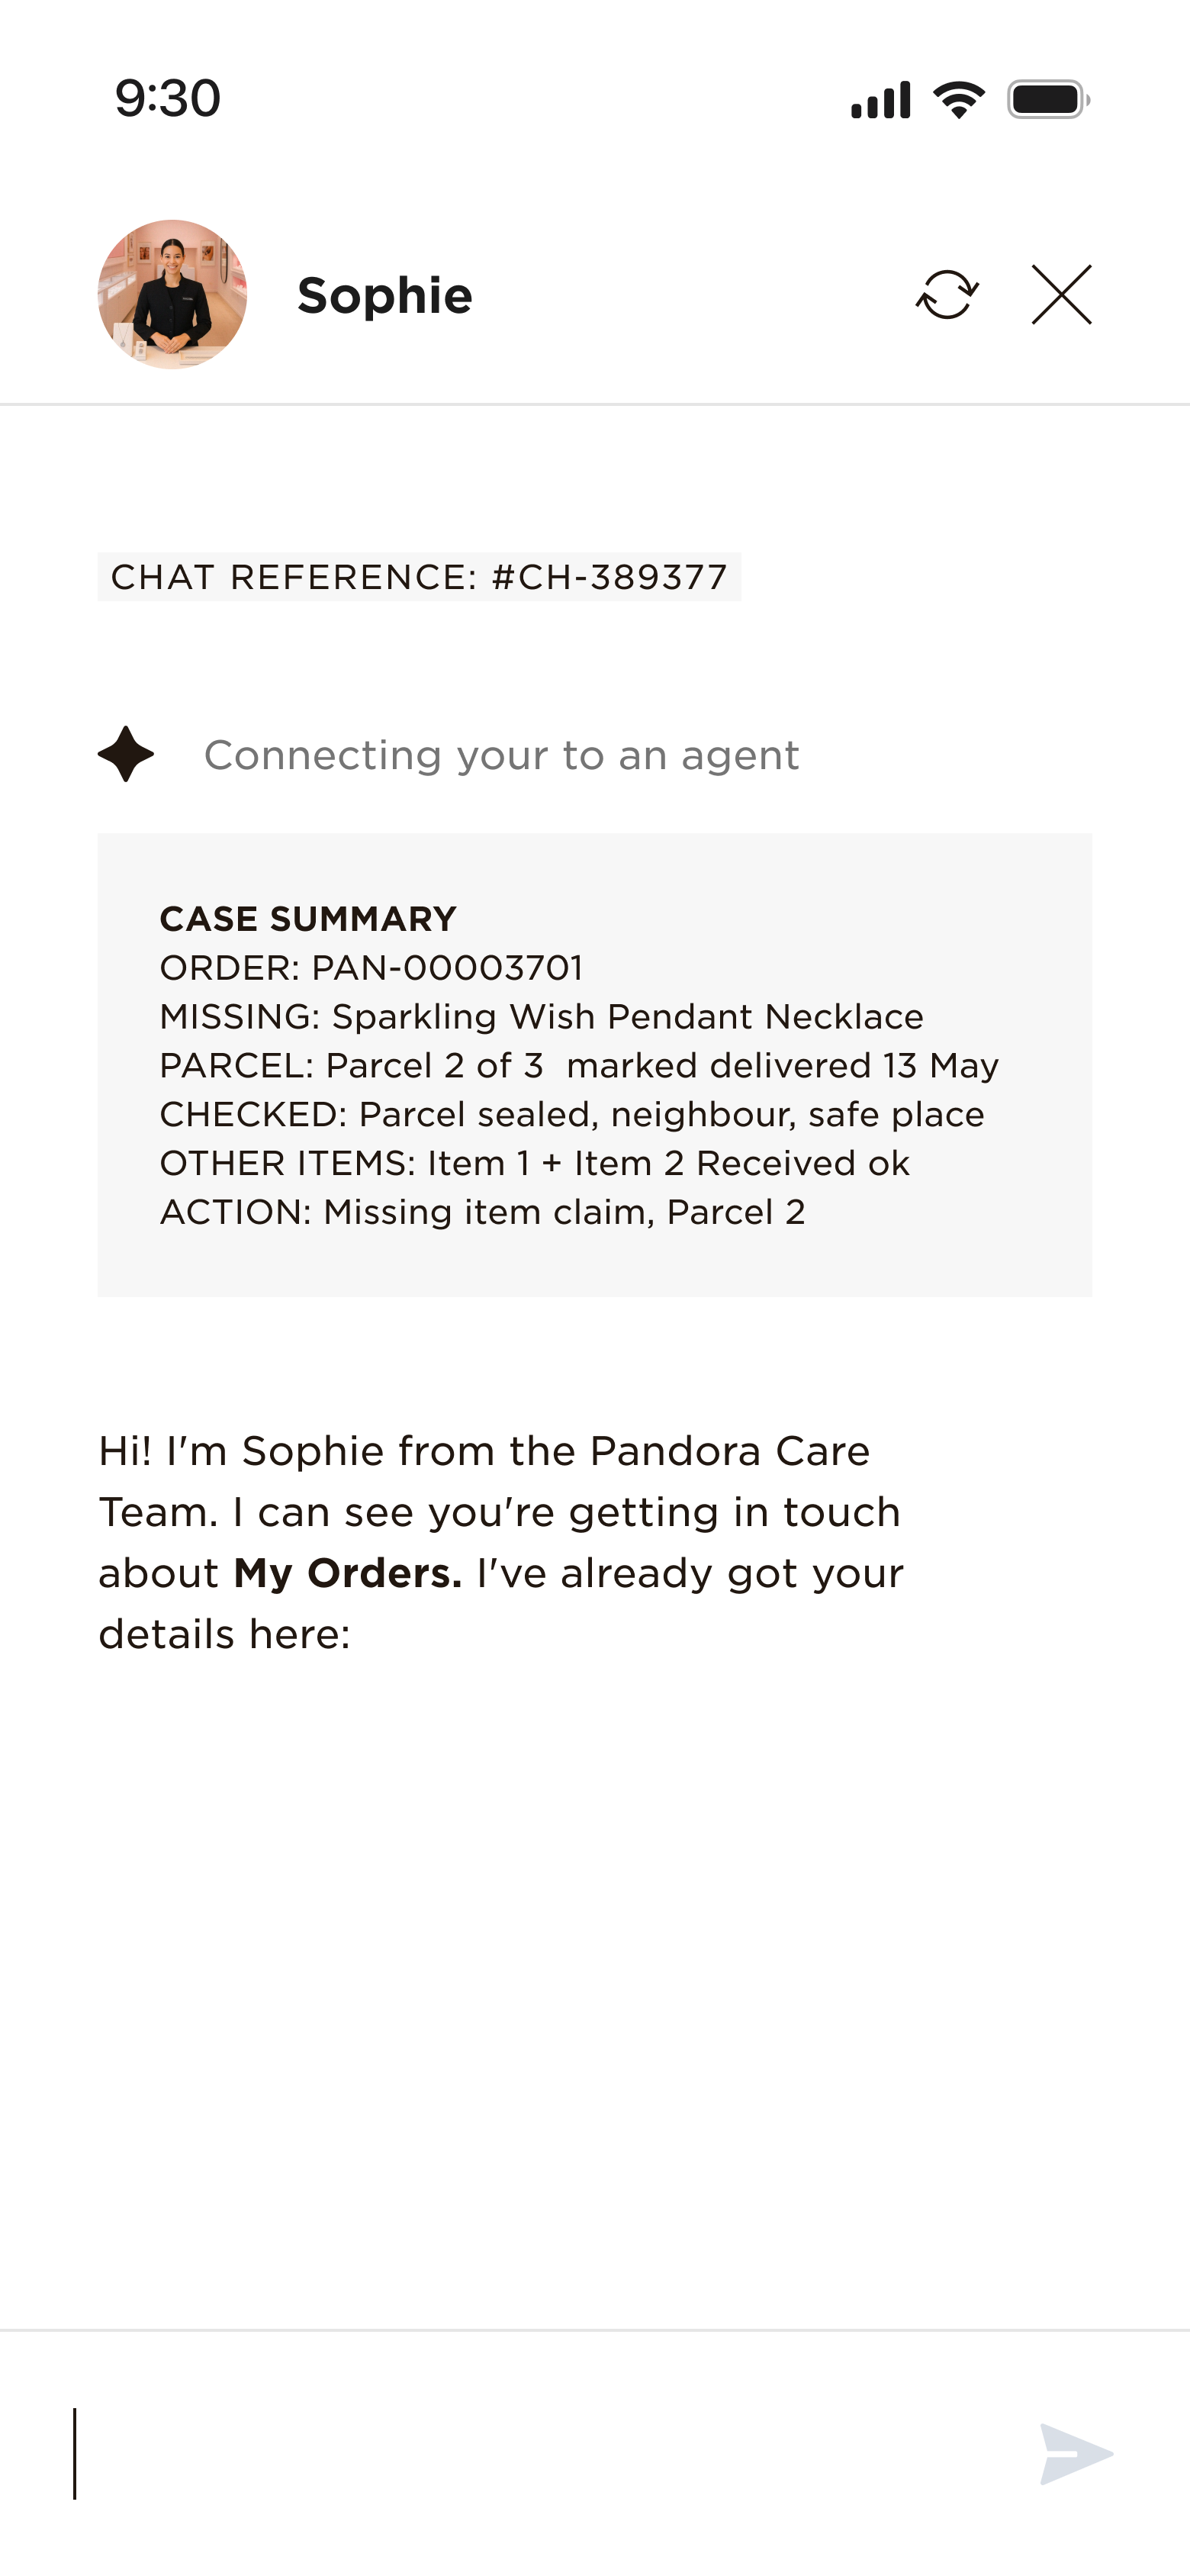 9:30
Sophie
CHAT REFERENCE: #CH-389377
Connecting your to an agent
CASE SUMMARY
ORDER: PAN-00003701
MISSING: Sparkling Wish Pendant Necklace
PARCEL: Parcel 2 of 3  marked delivered 13 May
CHECKED: Parcel sealed, neighbour, safe place
OTHER ITEMS: Item 1 + Item 2 Received ok
ACTION: Missing item claim, Parcel 2
Hi! I'm Sophie from the Pandora Care
Team. I can see you're getting in touch
about My Orders. I've already got your
details here: